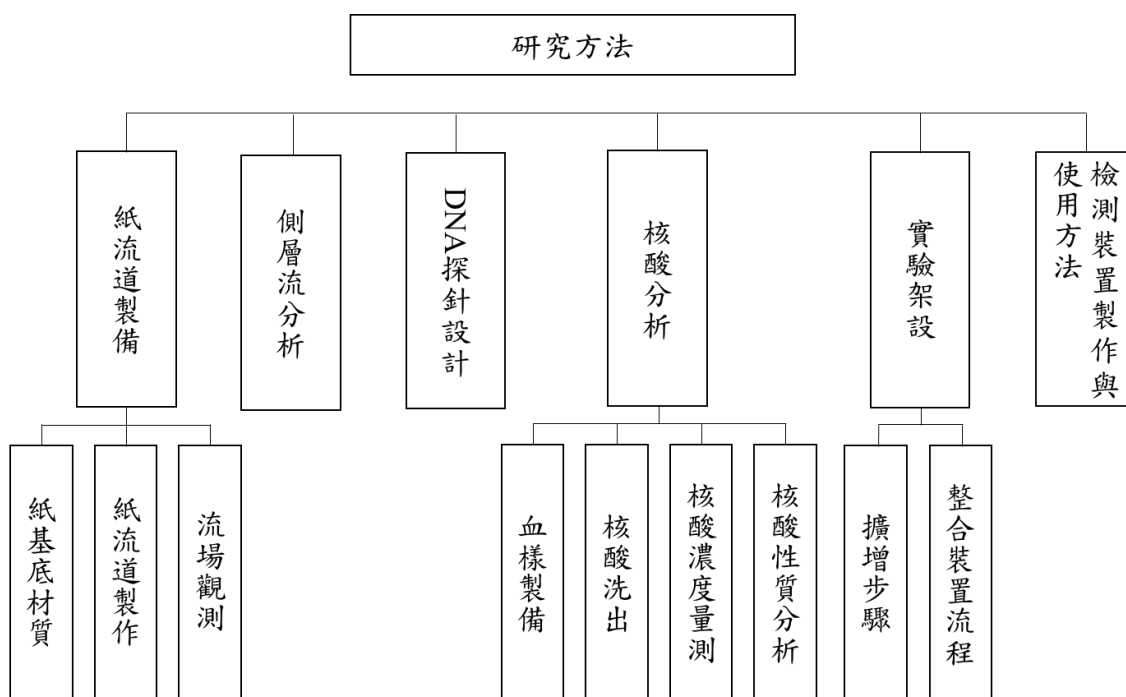 研究方法
紙流道製備
側層流分析
DNA探針設計
核酸分析
實驗架設
檢測裝置製作與
使用方法
紙基底材質
紙流道製作
流場觀測
血樣製備
核酸洗出
核酸濃度量測
核酸性質分析
擴增步驟
整合裝置流程